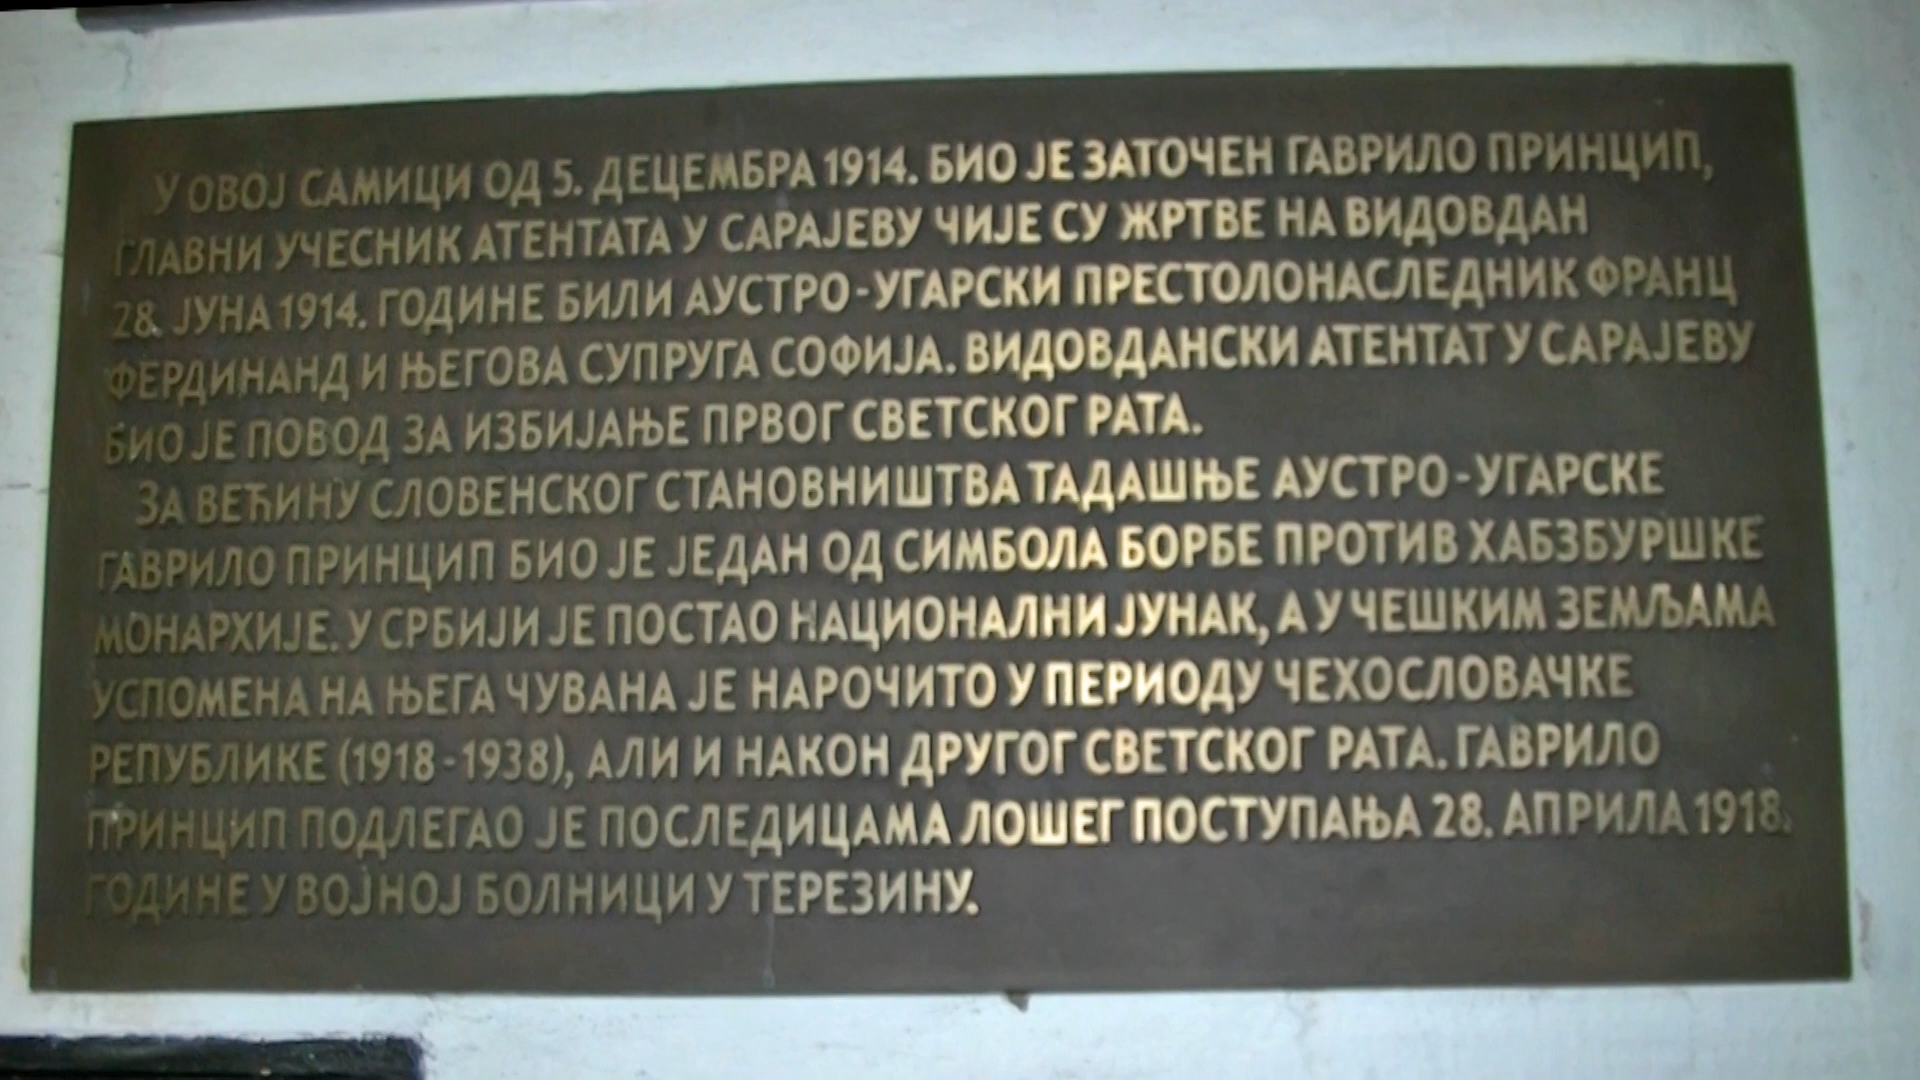 У ОВОЈ САМИЦИ ОД 5. ДЕЦЕМБРА 1914. БИО ЈЕ ЗАТОЧЕН ГАВРИЛО ПРИНЦИП,
ГЛАВНИ УЧЕСНИК АТЕНТАТА У САРАЈЕВУ ЧИЈЕ СУ ЖРТВЕ НА ВИДОВДАН
28. ЈУНА 1914. ГОДИНЕ БИЛИ АУСТРО-УГАРСКИ ПРЕСТОЛОНАСЛЕДНИК ФРАНЦ
ФЕРДИНАНД И ЊЕГОВА СУПРУГА СОФИЈА. ВИДОВДАНСКИ АТЕНТАТ У САРАЈЕВУ
БИО ЈЕ ПОВОД ЗА ИЗБИЈАЊЕ ПРВОГ СВЕТСКОГ РАТА.
ЗА ВЕЋИНУ СЛОВЕНСКОГ СТАНОВНИШТВА ТАДАШЊЕ АУСТРО-УГАРСКЕ
ГАВРИЛО ПРИНЦИП БИО ЈЕ ЈЕДАН ОД СИМБОЛА БОРБЕ ПРОТИВ ХАБЗБУРШКЕ
МОНАРХИЈЕ. У СРБИЈИ ЈЕ ПОСТАО НАЦИОНАЛНИ ЈУНАК, А У ЧЕШКИМ ЗЕМЉАМА
УСПОМЕНА НА ЊЕГА ЧУВАНА ЈЕ НАРОЧИТО У ПЕРИОДУ ЧЕХОСЛОВАЧКЕ
РЕПУБЛИКЕ (1918-1938), АЛИ И НАКОН ДРУГОГ СВЕТСКОГ РАТА. ГАВРИЛО
ПРИНЦИП ПОДЛЕГАО ЈЕ ПОСЛЕДИЦАМА ЛОШЕГ ПОСТУПАЊА 28. АПРИЛА 1918.
ГОДИНЕ У ВОЈНОЈ БОЛНИЦИ У ТЕРЕЗИНУ.